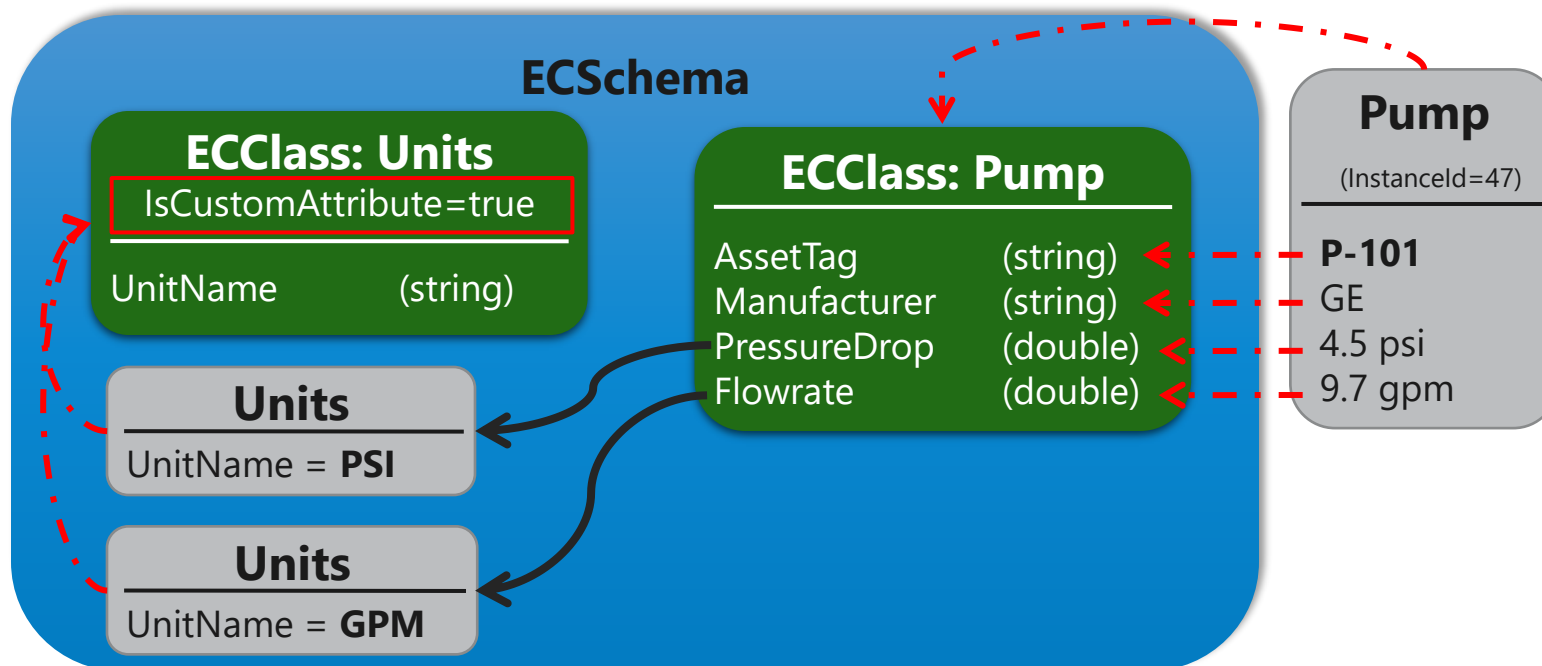 ECSchema
ECClass: Units
IsCustomAttribute=true
UnitName (string)
Units
UnitName = PSI
Units
UnitName = GPM
ECClass: Pump
AssetTag (string)
Manufacturer (string)
PressureDrop (double)
Flowrate (double)
Pump
(InstanceId=47)
P-101
GE
4.5 psi
9.7 gpm